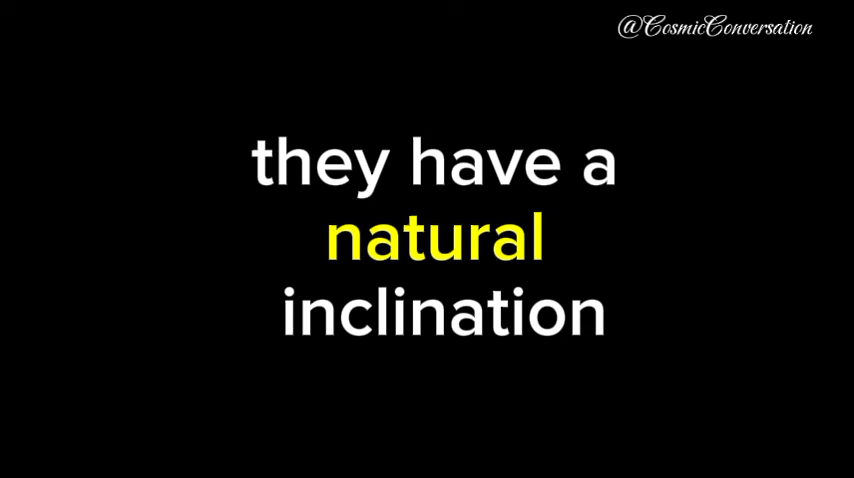 @CosmicConversation
they have a
natural
inclination